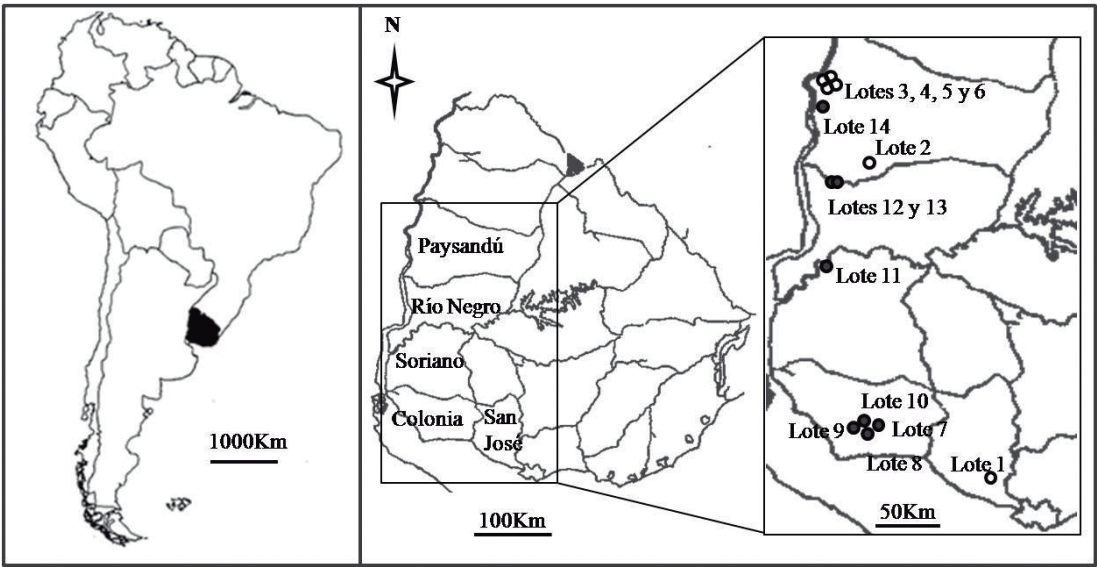 1000Km
N
Paysandú
Río Negro
Soriano
Colonia
San
José
100Km
Lotes 3, 4, 5 y 6
Lote 14
Lote 2
Lotes 12 y 13
Lote 11
Lote 10
Lote 9
Lote 7
Lote 8
Lote 1
50Km